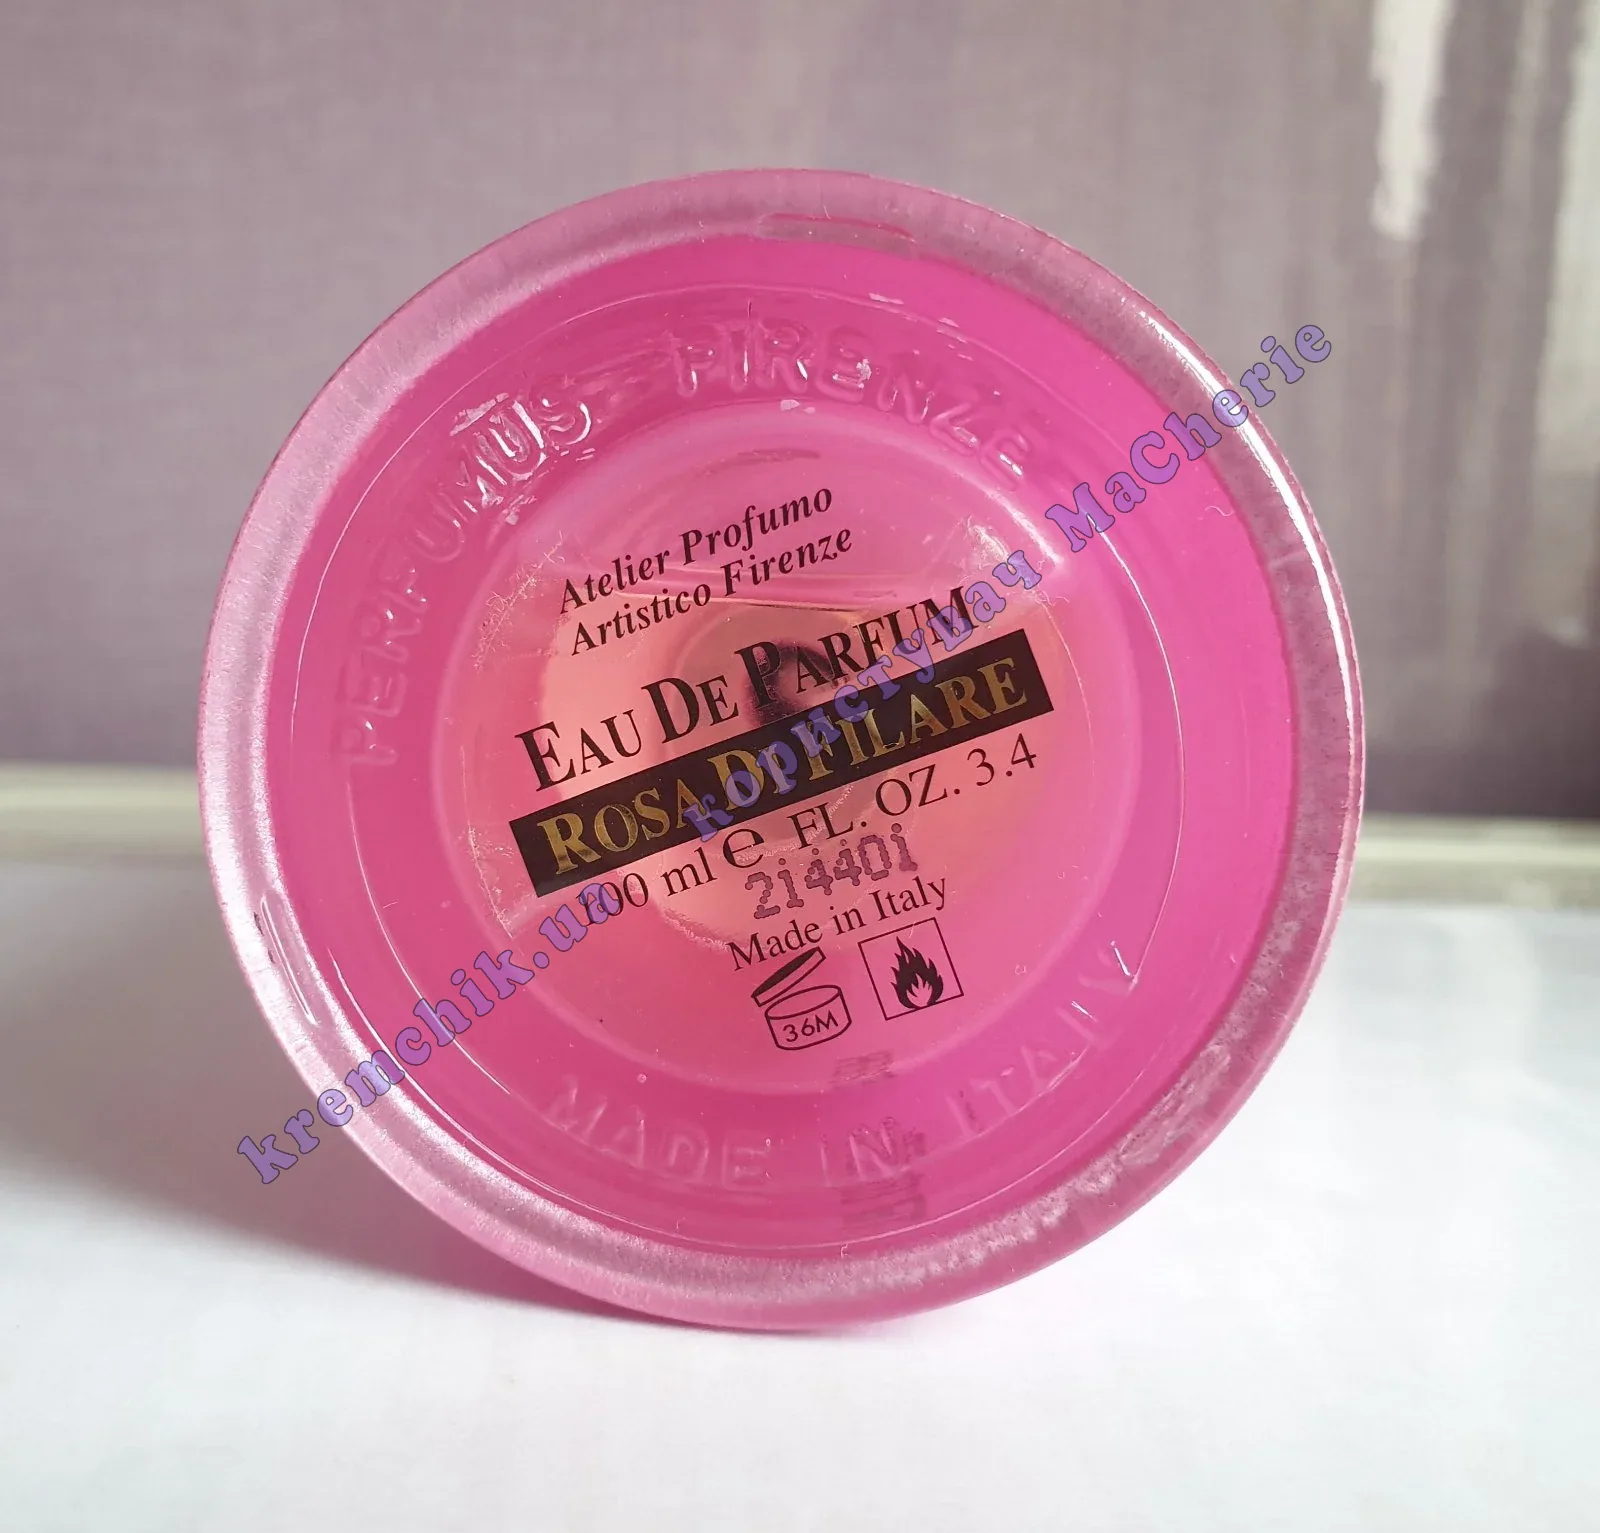 PERFUMUS FIRENZE
Atelier Profumo
Artistico Firenze
EAU DE PARFUM
ROSA DI FILARE
100 ml ℮ FL. OZ. 3.4
214401
Made in Italy
36M
MADE IN ITALY
kremchik.ua користувач MaCherie